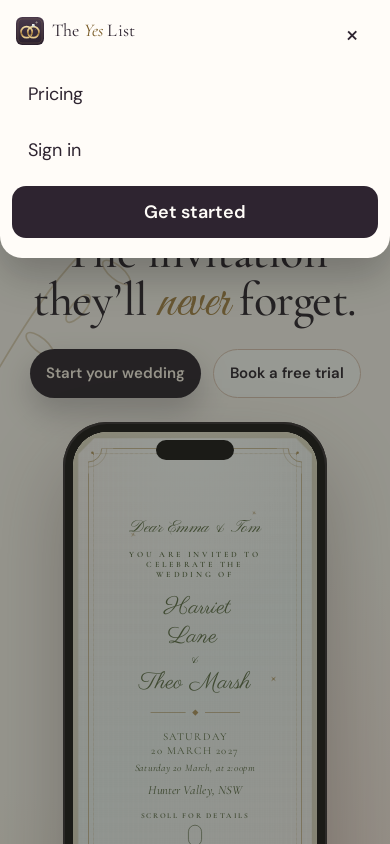 The Yes List
×
Pricing
Sign in
Get started
The invitation
they’ll never forget.
Start your wedding
Book a free trial
Dear Emma & Tom
YOU ARE INVITED TO
CELEBRATE THE
WEDDING OF
Harriet
Lane
&
Theo Marsh
SATURDAY
20 MARCH 2027
Saturday 20 March, at 2:00pm
Hunter Valley, NSW
SCROLL FOR DETAILS